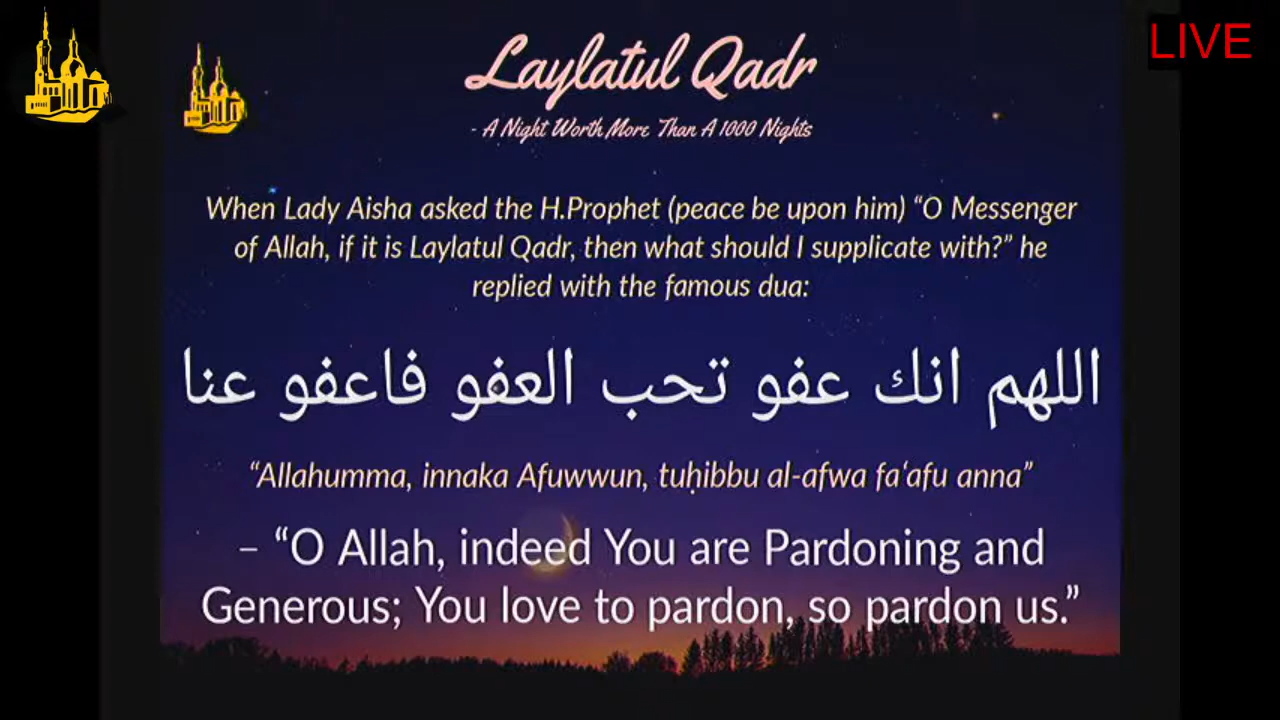 LIVE
Laylatul Qadr
- A Night Worth More Than A 1000 Nights
When Lady Aisha asked the H.Prophet (peace be upon him) “O Messenger
of Allah, if it is Laylatul Qadr, then what should I supplicate with?” he
replied with the famous dua:
اللهم انك عفو تحب العفو فاعفو عنا
“Allahumma, innaka Afuwwun, tuḥibbu al-afwa fa‘afu anna”
– “O Allah, indeed You are Pardoning and
Generous; You love to pardon, so pardon us.”